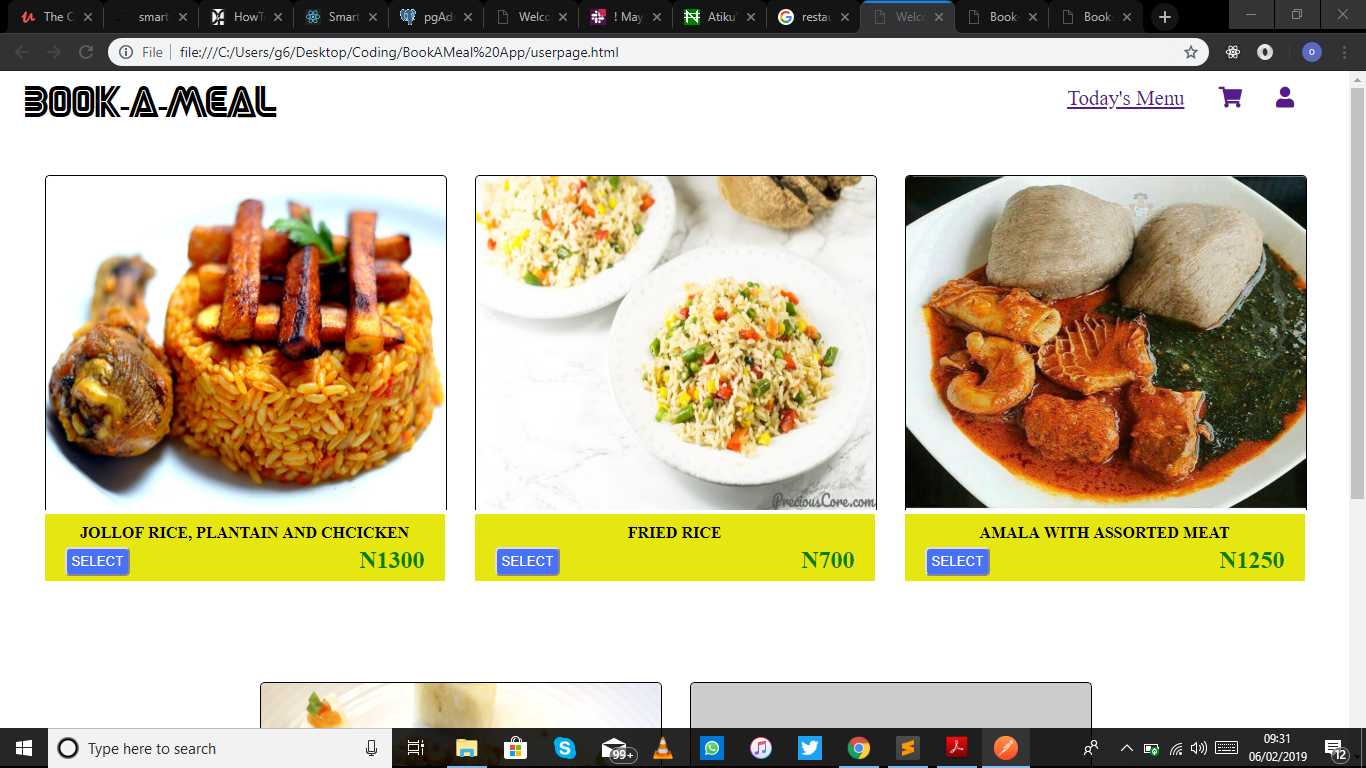 The C
smart
HowT
Smart
pgAd
Welco
! May
Atiku'
restau
Welco
Book-
Book-
File
file:///C:/Users/g6/Desktop/Coding/BookAMeal%20App/userpage.html
o
BOOK-A-MEAL
Today's Menu
PreciousCore.com
JOLLOF RICE, PLANTAIN AND CHCICKEN
FRIED RICE
AMALA WITH ASSORTED MEAT
SELECT N1300
SELECT N700
SELECT N1250
Type here to search
99+
09:31
06/02/2019
12